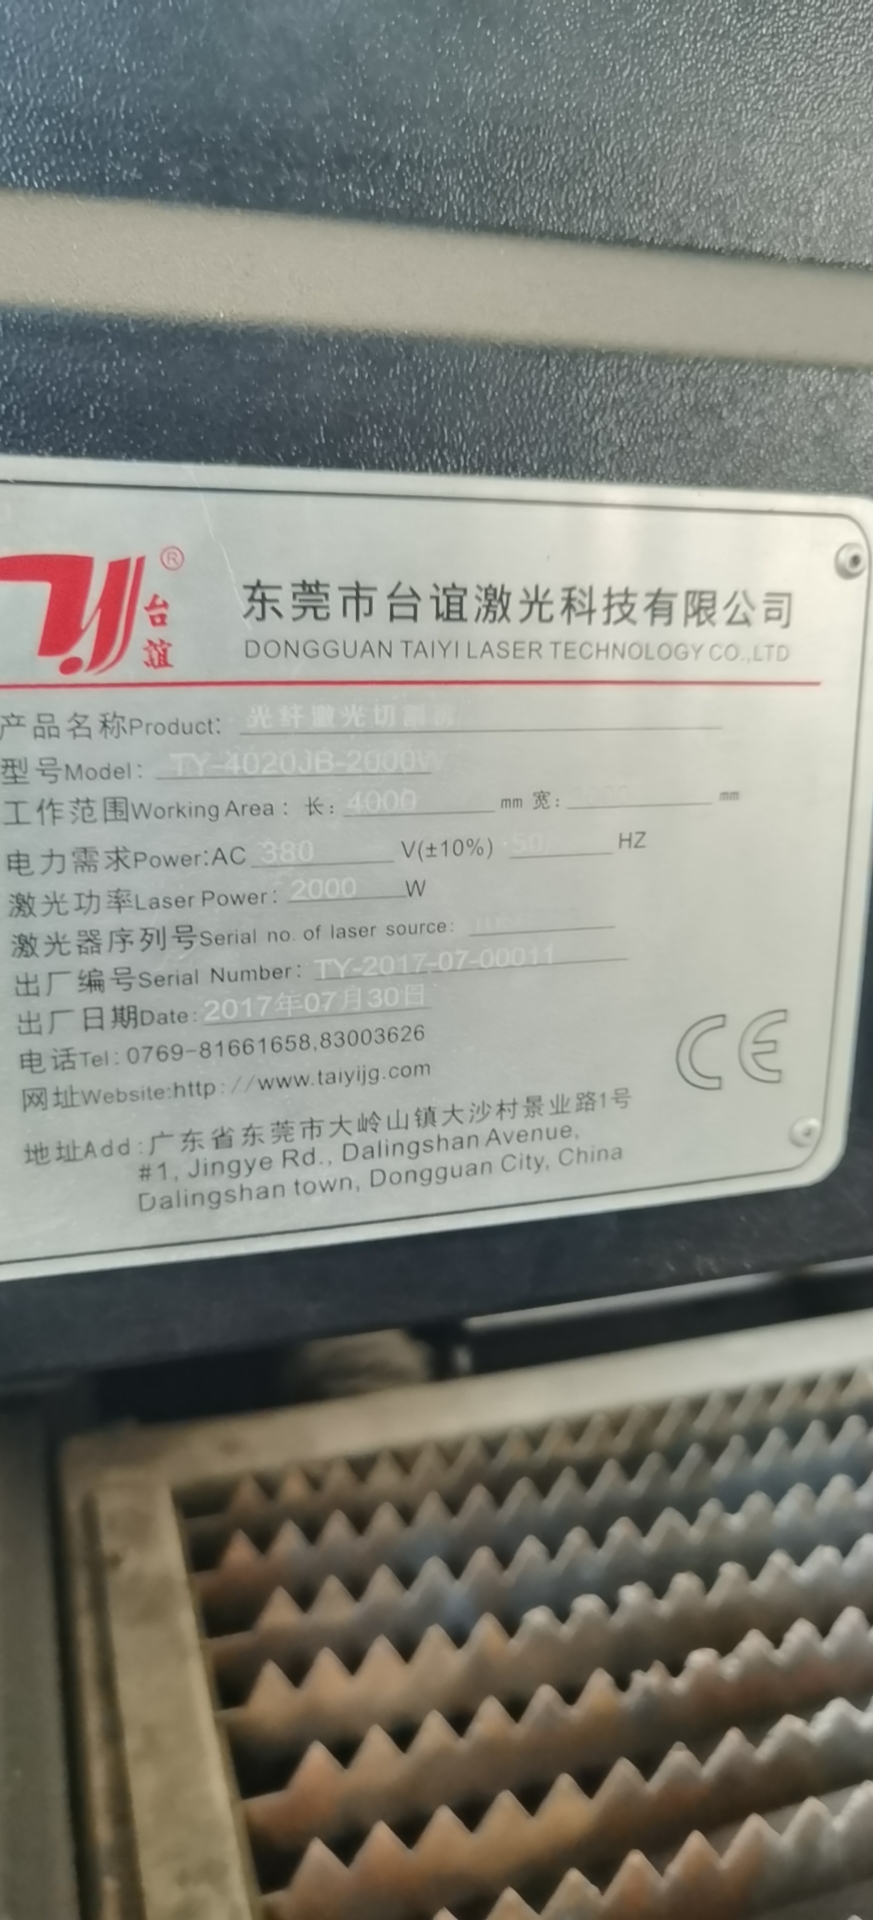 ® 台谊
东莞市台谊激光科技有限公司
DONGGUAN TAIYI LASER TECHNOLOGY CO.,LTD
产品名称Product: 光纤激光切割
型号Model: TY-4020JB-2000W
工作范围Working Area: 长: 4000 mm 宽: mm
电力需求Power:AC 380 V(±10%) 50 HZ
激光功率Laser Power: 2000 W
激光器序列号Serial no. of laser source:
出厂编号Serial Number: TY-2017-07-00011
出厂日期Date: 2017年07月30日
电话Tel: 0769-81661658,83003626
网址Website:http://www.taiyijg.com
CE
地址Add:广东省东莞市大岭山镇大沙村景业路1号
#1, Jingye Rd., Dalingshan Avenue,
Dalingshan town, Dongguan City, China